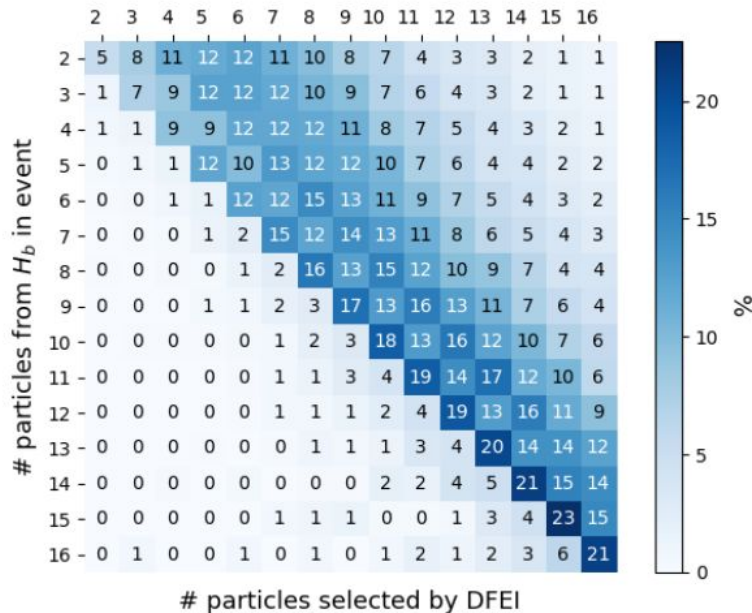 2 3 4 5 6 7 8 9 10 11 12 13 14 15 16
2 5 8 11 12 12 11 10 8 7 4 3 3 2 1 1
3 1 7 9 12 12 12 10 9 7 6 4 3 2 1 1
4 1 1 9 9 12 12 12 11 8 7 5 4 3 2 1
5 0 1 1 12 10 13 12 12 10 7 6 4 4 2 2
6 0 0 1 1 12 12 15 13 11 9 7 5 4 3 2
7 0 0 0 1 2 15 12 14 13 11 8 6 5 4 3
8 0 0 0 0 1 2 16 13 15 12 10 9 7 4 4
9 0 0 0 1 1 2 3 17 13 16 13 11 7 6 4
10 0 0 0 0 0 1 2 3 18 13 16 12 10 7 6
11 0 0 0 0 0 1 1 3 4 19 14 17 12 10 6
12 0 0 0 0 0 1 1 1 2 4 19 13 16 11 9
13 0 0 0 0 0 0 1 1 1 3 4 20 14 14 12
14 0 0 0 0 0 0 0 0 2 2 4 5 21 15 14
15 0 0 0 0 0 1 1 1 0 0 1 3 4 23 15
16 0 1 0 0 1 0 1 0 1 2 1 2 3 6 21
# particles from H_b in event
# particles selected by DFEI
20
15
10
5
0
%